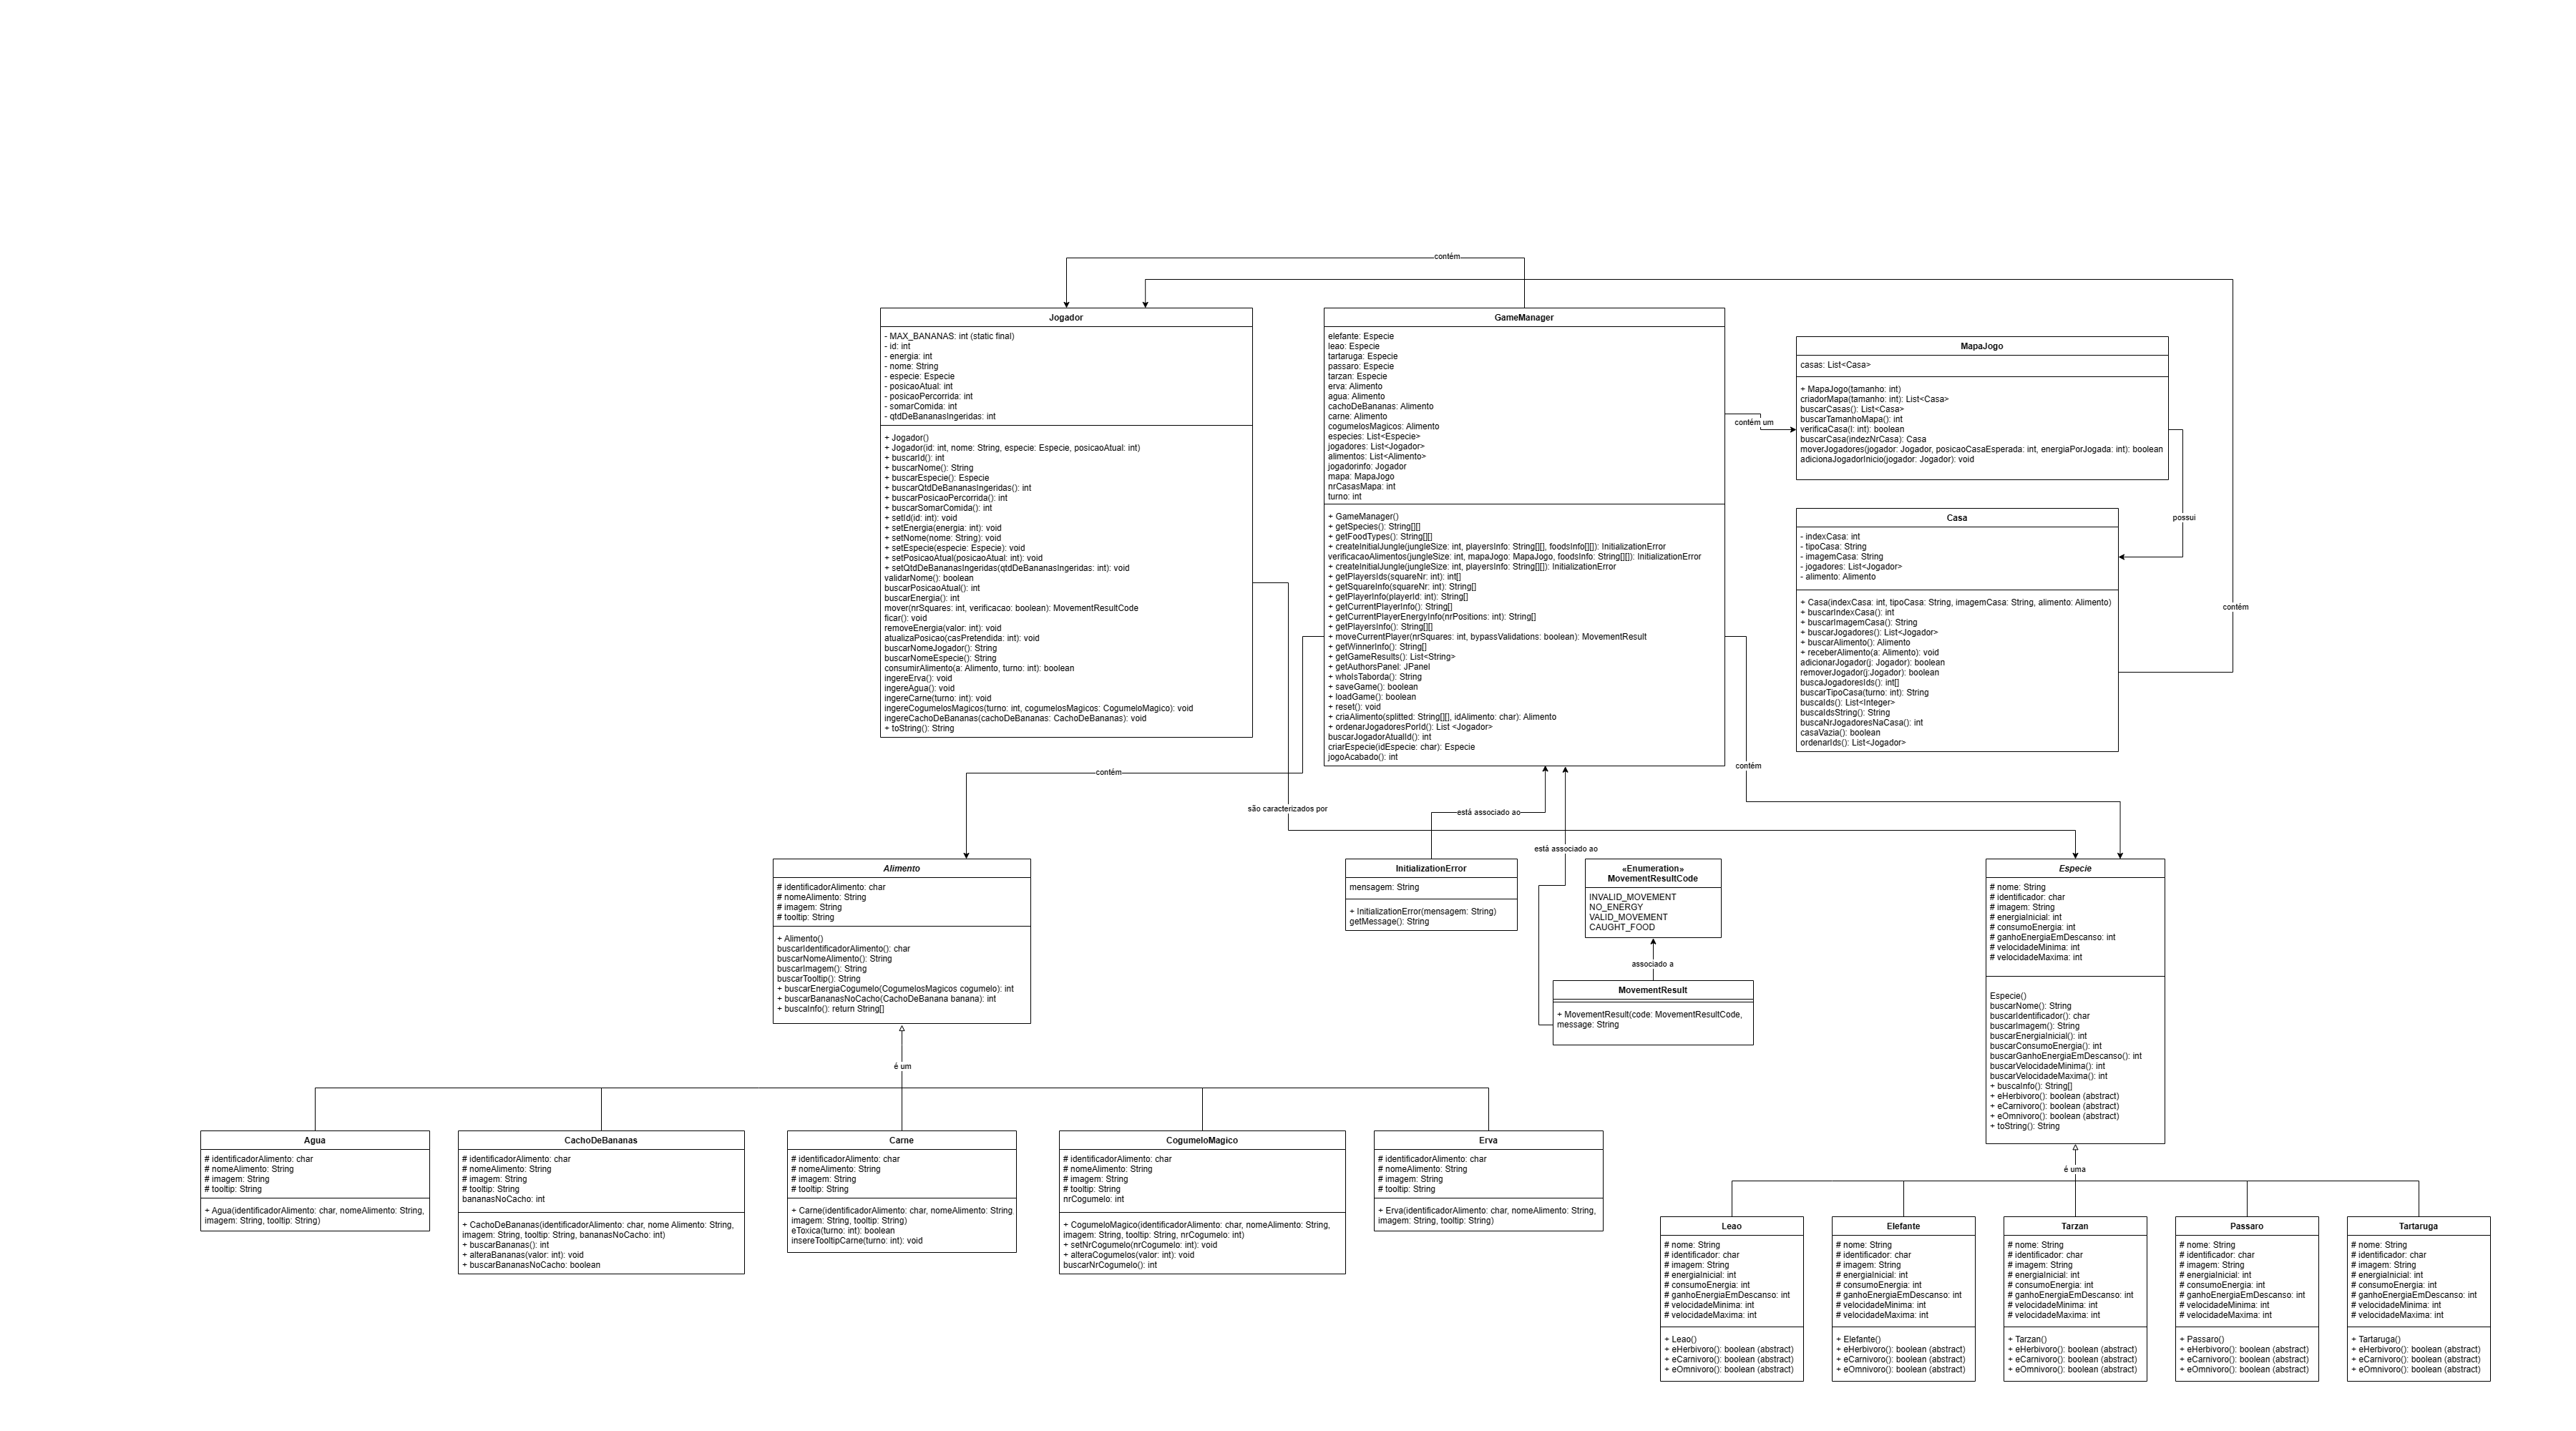 contém
Jogador
- MAX_BANANAS: int (static final)
- id: int
- energia: int
- nome: String
- especie: Especie
- posicaoAtual: int
- posicaoPercorrida: int
- somarComida: int
- qtdDeBananasIngeridas: int
+ Jogador()
+ Jogador(id: int, nome: String, especie: Especie, posicaoAtual: int)
+ buscarId(): int
+ buscarNome(): String
+ buscarEspecie(): Especie
+ buscarQtdDeBananasIngeridas(): int
+ buscarPosicaoPercorrida(): int
+ buscarSomarComida(): int
+ setId(id: int): void
+ setEnergia(energia: int): void
+ setNome(nome: String): void
+ setEspecie(especie: Especie): void
+ setPosicaoAtual(posicaoAtual: int): void
+ setQtdDeBananasIngeridas(qtdDeBananasIngeridas: int): void
validarNome(): boolean
buscarPosicaoAtual(): int
buscarEnergia(): int
mover(nrSquares: int, verificacao: boolean): MovementResultCode
ficar(): void
removeEnergia(valor: int): void
atualizaPosicao(casPretendida: int): void
buscarNomeJogador(): String
buscarNomeEspecie(): String
consumirAlimento(a: Alimento, turno: int): boolean
ingereErva(): void
ingereAgua(): void
ingereCarne(turno: int): void
ingereCogumelosMagicos(turno: int, cogumelosMagicos: CogumeloMagico): void
ingereCachoDeBananas(cachoDeBananas: CachoDeBananas): void
+ toString(): String
GameManager
elefante: Especie
leao: Especie
tartaruga: Especie
passaro: Especie
tarzan: Especie
erva: Alimento
agua: Alimento
cachoDeBananas: Alimento
carne: Alimento
cogumelosMagicos: Alimento
especies: List<Especie>
jogadores: List<Jogador>
alimentos: List<Alimento>
jogadorinfo: Jogador
mapa: MapaJogo
nrCasasMapa: int
turno: int
+ GameManager()
+ getSpecies(): String[][]
+ getFoodTypes(): String[][]
+ createInitialJungle(jungleSize: int, playersInfo: String[][], foodsInfo[][]): InitializationError
verificacaoAlimentos(jungleSize: int, mapaJogo: MapaJogo, foodsInfo: String[][]): InitializationError
+ createInitialJungle(jungleSize: int, playersInfo: String[][]): InitializationError
+ getPlayersIds(squareNr: int): int[]
+ getSquareInfo(squareNr: int): String[]
+ getPlayerInfo(playerId: int): String[]
+ getCurrentPlayerInfo(): String[]
+ getCurrentPlayerEnergyInfo(nrPositions: int): String[]
+ getPlayersInfo(): String[][]
+ moveCurrentPlayer(nrSquares: int, bypassValidations: boolean): MovementResult
+ getWinnerInfo(): String[]
+ getGameResults(): List<String>
+ getAuthorsPanel: JPanel
+ whoIsTaborda(): String
+ saveGame(): boolean
+ loadGame(): boolean
+ reset(): void
+ criaAlimento(splitted: String[][], idAlimento: char): Alimento
+ ordenarJogadoresPorId(): List <Jogador>
buscarJogadorAtualId(): int
criarEspecie(idEspecie: char): Especie
jogoAcabado(): int
contém um
MapaJogo
casas: List<Casa>
+ MapaJogo(tamanho: int)
criadorMapa(tamanho: int): List<Casa>
buscarCasas(): List<Casa>
buscarTamanhoMapa(): int
verificaCasa(l: int): boolean
buscarCasa(indezNrCasa): Casa
moverJogadores(jogador: Jogador, posicaoCasaEsperada: int, energiaPorJogada: int): boolean
adicionaJogadorInicio(jogador: Jogador): void
possui
Casa
- indexCasa: int
- tipoCasa: String
- imagemCasa: String
- jogadores: List<Jogador>
- alimento: Alimento
+ Casa(indexCasa: int, tipoCasa: String, imagemCasa: String, alimento: Alimento)
+ buscarIndexCasa(): int
+ buscarImagemCasa(): String
+ buscarJogadores(): List<Jogador>
+ buscarAlimento(): Alimento
+ receberAlimento(a: Alimento): void
adicionarJogador(j: Jogador): boolean
removerJogador(j:Jogador): boolean
buscaJogadoresIds(): int[]
buscarTipoCasa(turno: int): String
buscaIds(): List<Integer>
buscaIdsString(): String
buscaNrJogadoresNaCasa(): int
casaVazia(): boolean
ordenarIds(): List<Jogador>
contém
contém
contém
são caracterizados por
está associado ao
está associado ao
Alimento
# identificadorAlimento: char
# nomeAlimento: String
# imagem: String
# tooltip: String
+ Alimento()
buscarIdentificadorAlimento(): char
buscarNomeAlimento(): String
buscarImagem(): String
buscarTooltip(): String
+ buscarEnergiaCogumelo(CogumelosMagicos cogumelo): int
+ buscarBananasNoCacho(CachoDeBanana banana): int
+ buscaInfo(): return String[]
InitializationError
mensagem: String
+ InitializationError(mensagem: String)
getMessage(): String
«Enumeration»
MovementResultCode
INVALID_MOVEMENT
NO_ENERGY
VALID_MOVEMENT
CAUGHT_FOOD
associado a
MovementResult
+ MovementResult(code: MovementResultCode,
message: String
Especie
# nome: String
# identificador: char
# imagem: String
# energiaInicial: int
# consumoEnergia: int
# ganhoEnergiaEmDescanso: int
# velocidadeMinima: int
# velocidadeMaxima: int
Especie()
buscarNome(): String
buscarIdentificador(): char
buscarImagem(): String
buscarEnergiaInicial(): int
buscarConsumoEnergia(): int
buscarGanhoEnergiaEmDescanso(): int
buscarVelocidadeMinima(): int
buscarVelocidadeMaxima(): int
+ buscaInfo(): String[]
+ eHerbivoro(): boolean (abstract)
+ eCarnivoro(): boolean (abstract)
+ eOmnivoro(): boolean (abstract)
+ toString(): String
é um
Agua
# identificadorAlimento: char
# nomeAlimento: String
# imagem: String
# tooltip: String
+ Agua(identificadorAlimento: char, nomeAlimento: String,
imagem: String, tooltip: String)
CachoDeBananas
# identificadorAlimento: char
# nomeAlimento: String
# imagem: String
# tooltip: String
bananasNoCacho: int
+ CachoDeBananas(identificadorAlimento: char, nome Alimento: String,
imagem: String, tooltip: String, bananasNoCacho: int)
+ buscarBananas(): int
+ alteraBananas(valor: int): void
+ buscarBananasNoCacho: boolean
Carne
# identificadorAlimento: char
# nomeAlimento: String
# imagem: String
# tooltip: String
+ Carne(identificadorAlimento: char, nomeAlimento: String
imagem: String, tooltip: String)
eToxica(turno: int): boolean
insereTooltipCarne(turno: int): void
CogumeloMagico
# identificadorAlimento: char
# nomeAlimento: String
# imagem: String
# tooltip: String
nrCogumelo: int
+ CogumeloMagico(identificadorAlimento: char, nomeAlimento: String,
imagem: String, tooltip: String, nrCogumelo: int)
+ setNrCogumelo(nrCogumelo: int): void
+ alteraCogumelos(valor: int): void
buscarNrCogumelo(): int
Erva
# identificadorAlimento: char
# nomeAlimento: String
# imagem: String
# tooltip: String
+ Erva(identificadorAlimento: char, nomeAlimento: String,
imagem: String, tooltip: String)
é uma
Leao
# nome: String
# identificador: char
# imagem: String
# energiaInicial: int
# consumoEnergia: int
# ganhoEnergiaEmDescanso: int
# velocidadeMinima: int
# velocidadeMaxima: int
+ Leao()
+ eHerbivoro(): boolean (abstract)
+ eCarnivoro(): boolean (abstract)
+ eOmnivoro(): boolean (abstract)
Elefante
# nome: String
# identificador: char
# imagem: String
# energiaInicial: int
# consumoEnergia: int
# ganhoEnergiaEmDescanso: int
# velocidadeMinima: int
# velocidadeMaxima: int
+ Elefante()
+ eHerbivoro(): boolean (abstract)
+ eCarnivoro(): boolean (abstract)
+ eOmnivoro(): boolean (abstract)
Tarzan
# nome: String
# identificador: char
# imagem: String
# energiaInicial: int
# consumoEnergia: int
# ganhoEnergiaEmDescanso: int
# velocidadeMinima: int
# velocidadeMaxima: int
+ Tarzan()
+ eHerbivoro(): boolean (abstract)
+ eCarnivoro(): boolean (abstract)
+ eOmnivoro(): boolean (abstract)
Passaro
# nome: String
# identificador: char
# imagem: String
# energiaInicial: int
# consumoEnergia: int
# ganhoEnergiaEmDescanso: int
# velocidadeMinima: int
# velocidadeMaxima: int
+ Passaro()
+ eHerbivoro(): boolean (abstract)
+ eCarnivoro(): boolean (abstract)
+ eOmnivoro(): boolean (abstract)
Tartaruga
# nome: String
# identificador: char
# imagem: String
# energiaInicial: int
# consumoEnergia: int
# ganhoEnergiaEmDescanso: int
# velocidadeMinima: int
# velocidadeMaxima: int
+ Tartaruga()
+ eHerbivoro(): boolean (abstract)
+ eCarnivoro(): boolean (abstract)
+ eOmnivoro(): boolean (abstract)